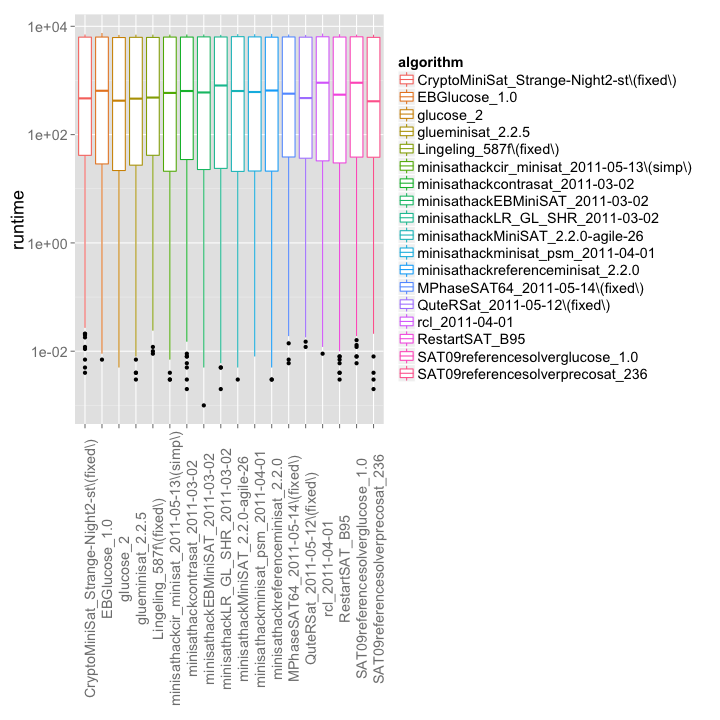 1e+04
1e+02
1e+00
1e-02
runtime
CryptoMiniSat_Strange-Night2-st\(fixed\)
EBGlucose_1.0
glucose_2
glueminisat_2.2.5
Lingeling_587f\(fixed\)
minisathackcir_minisat_2011-05-13\(simp\)
minisathackcontrasat_2011-03-02
minisathackEBMiniSAT_2011-03-02
minisathackLR_GL_SHR_2011-03-02
minisathackMiniSAT_2.2.0-agile-26
minisathackminisat_psm_2011-04-01
minisathackreferenceminisat_2.2.0
MPhaseSAT64_2011-05-14\(fixed\)
QuteRSat_2011-05-12\(fixed\)
rcl_2011-04-01
RestartSAT_B95
SAT09referencesolverglucose_1.0
SAT09referencesolverprecosat_236
algorithm
CryptoMiniSat_Strange-Night2-st\(fixed\)
EBGlucose_1.0
glucose_2
glueminisat_2.2.5
Lingeling_587f\(fixed\)
minisathackcir_minisat_2011-05-13\(simp\)
minisathackcontrasat_2011-03-02
minisathackEBMiniSAT_2011-03-02
minisathackLR_GL_SHR_2011-03-02
minisathackMiniSAT_2.2.0-agile-26
minisathackminisat_psm_2011-04-01
minisathackreferenceminisat_2.2.0
MPhaseSAT64_2011-05-14\(fixed\)
QuteRSat_2011-05-12\(fixed\)
rcl_2011-04-01
RestartSAT_B95
SAT09referencesolverglucose_1.0
SAT09referencesolverprecosat_236